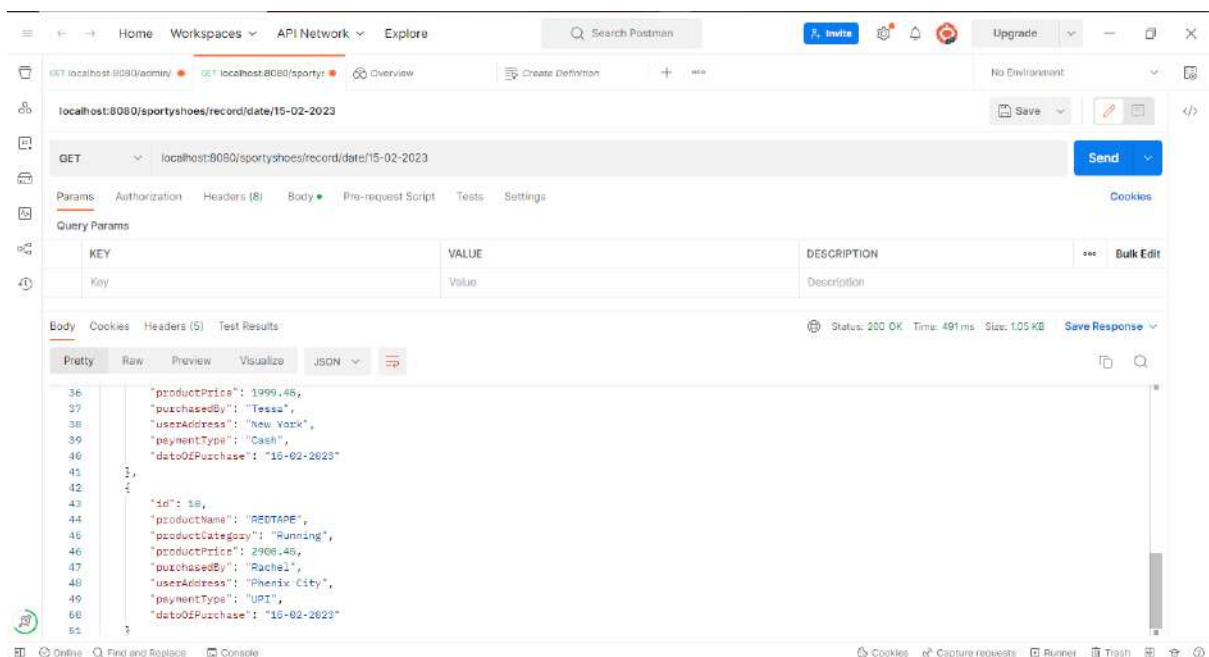 Home Workspaces API Network Explore Search Postman Invite Upgrade
GET localhost:8080/admin/ GET localhost:8080/sporty Overview Create Definition No Environment
localhost:8080/sportyshoes/record/date/15-02-2023 Save
GET localhost:8080/sportyshoes/record/date/15-02-2023 Send
Params Authorization Headers (8) Body Pre-request Script Tests Settings Cookies
Query Params
KEY VALUE DESCRIPTION Bulk Edit
Key Value Description
Body Cookies Headers (5) Test Results Status: 200 OK Time: 491 ms Size: 1.05 KB Save Response
Pretty Raw Preview Visualize JSON
36 "productPrice": 1999.45,
37 "purchasedBy": "Tessa",
38 "userAddress": "New York",
39 "paymentType": "Cash",
40 "datoOfPurchase": "15-02-2023"
41 },
42 {
43 "id": 10,
44 "productName": "REDTAPE",
45 "productCategory": "Running",
46 "productPrice": 2908.45,
47 "purchasedBy": "Rachel",
48 "userAddress": "Phenix City",
49 "paymentType": "UPI",
50 "datoOfPurchase": "15-02-2023"
51 }
Online Find and Replace Console Cookies Capture requests Runner Trash